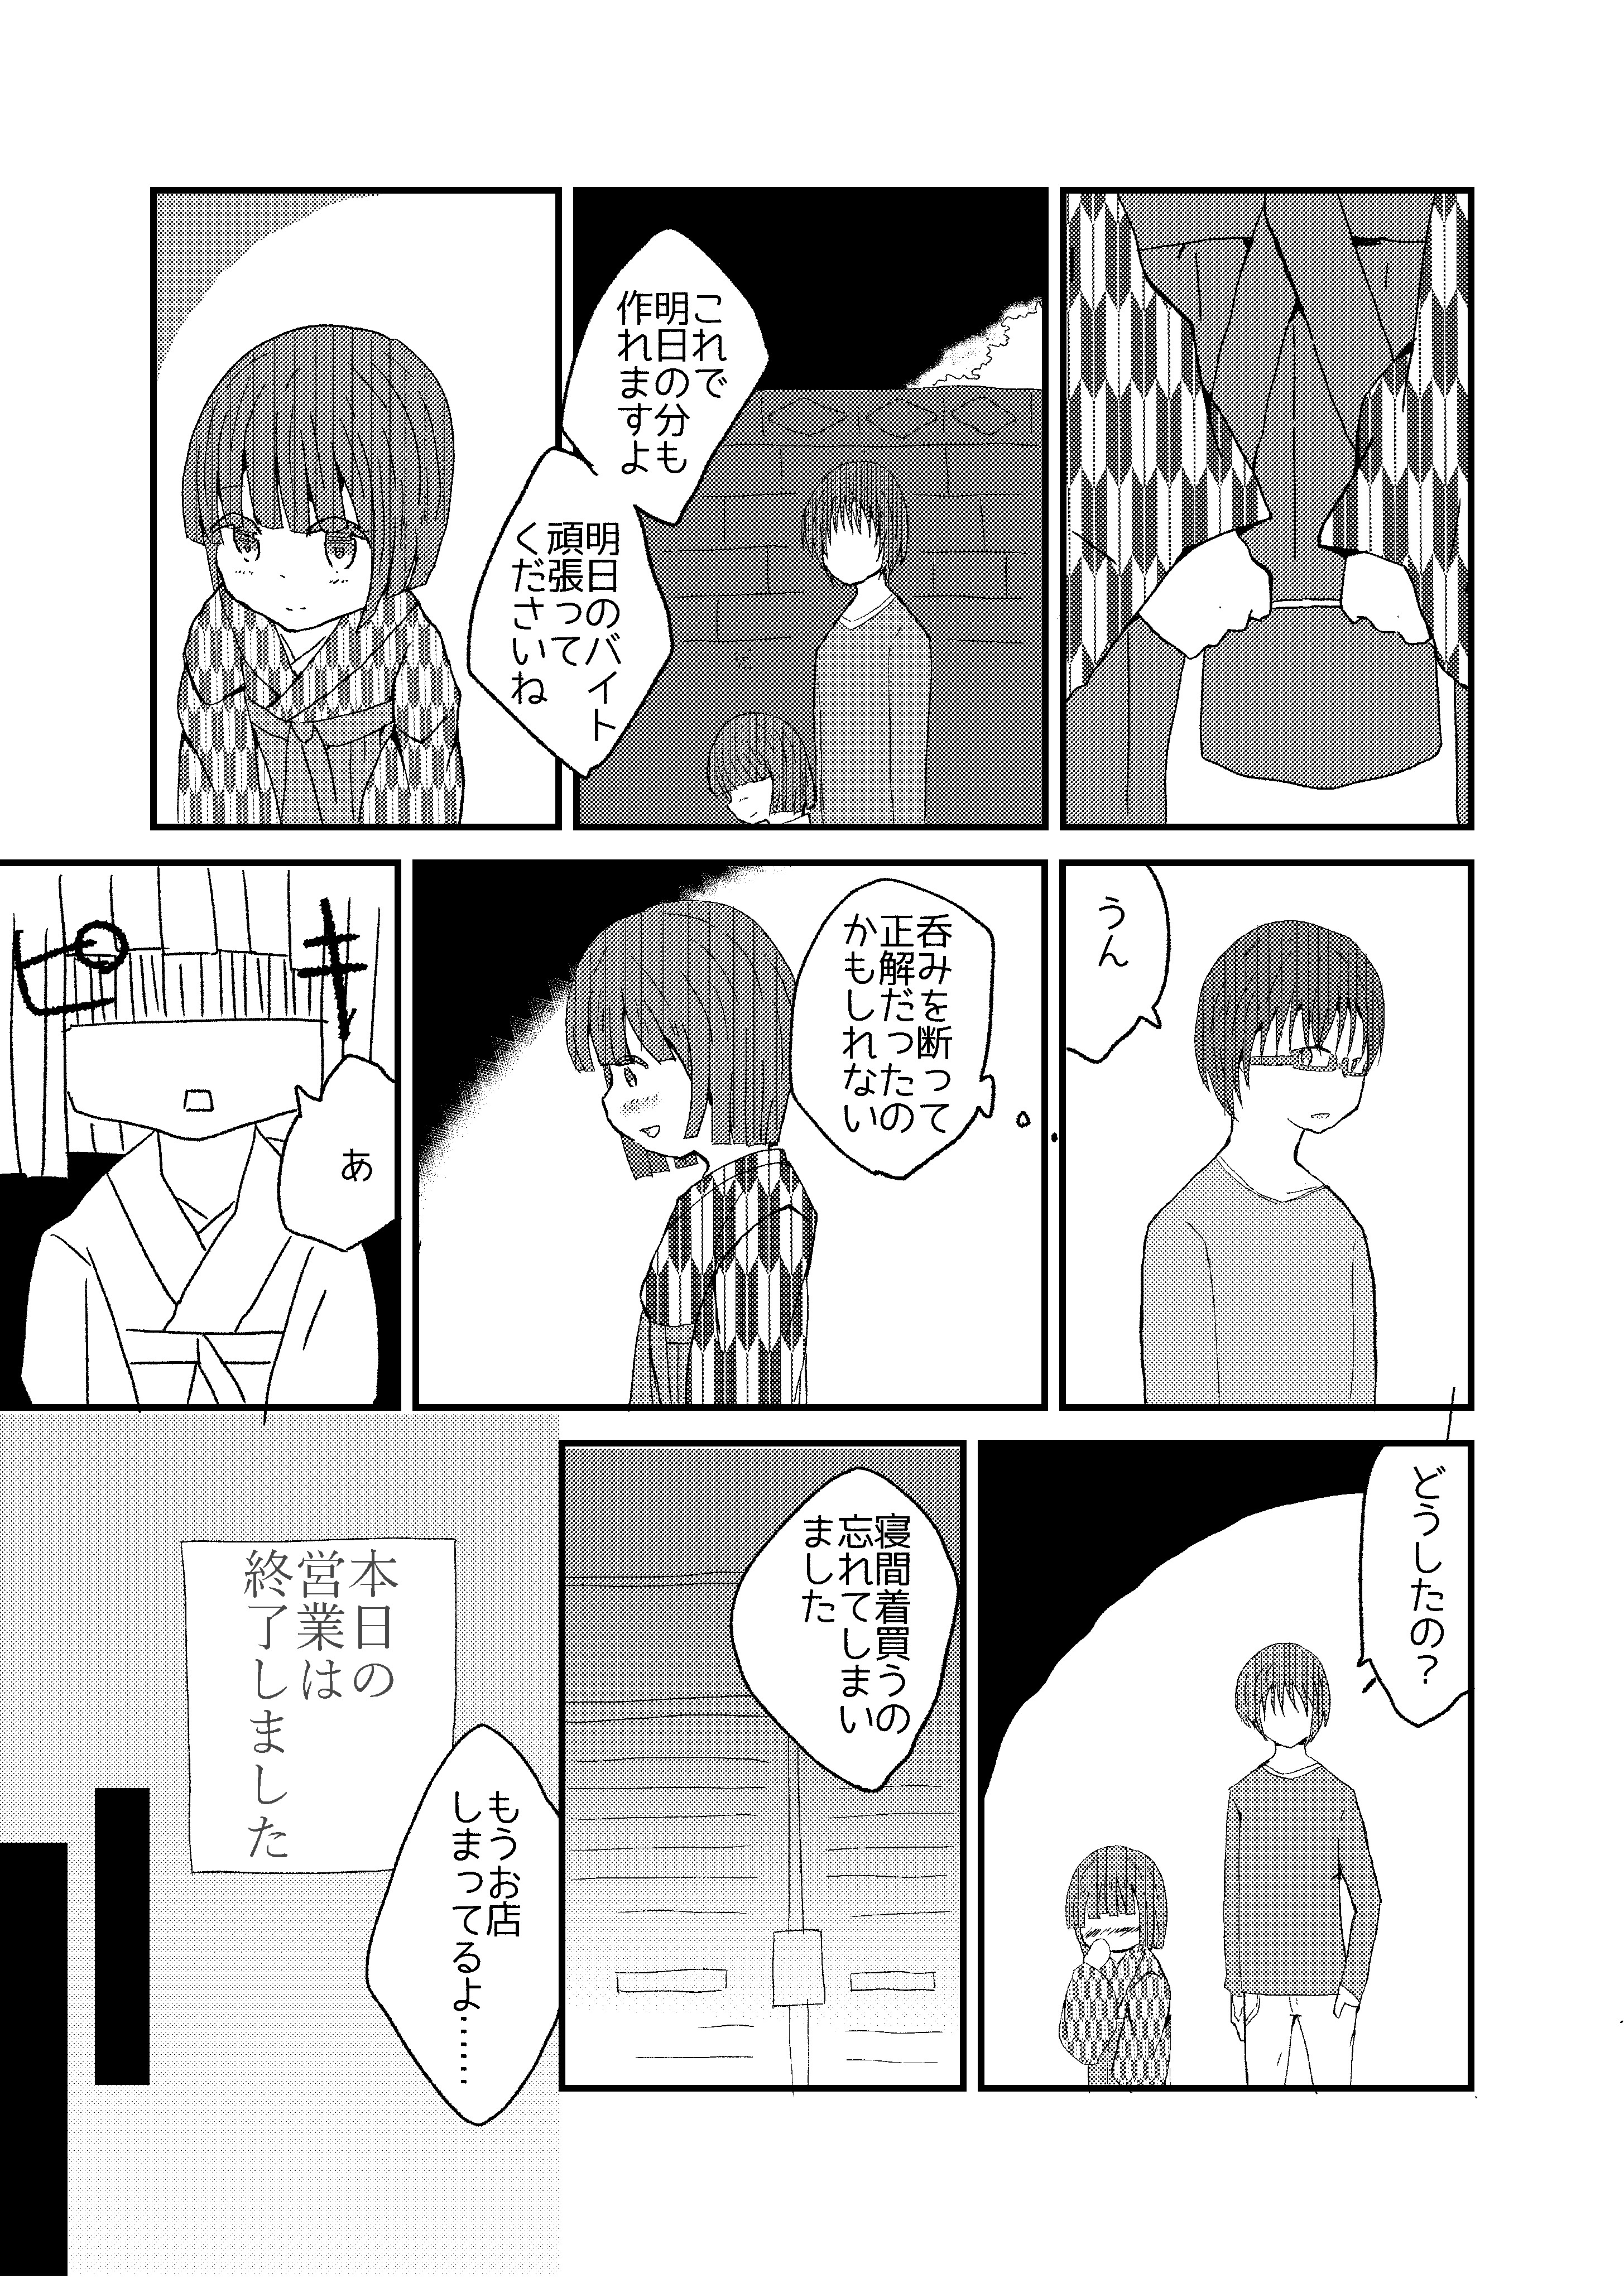 これで
明日の分も
作れますよ
明日のバイト
頑張って
くださいね
うん
呑みを断って
正解だったの
かもしれない
ピキーッ
あ
どうしたの？
寝間着買うの
忘れてしまい
ました
本日の
営業は
終了しました
もうお店
しまってるよ……